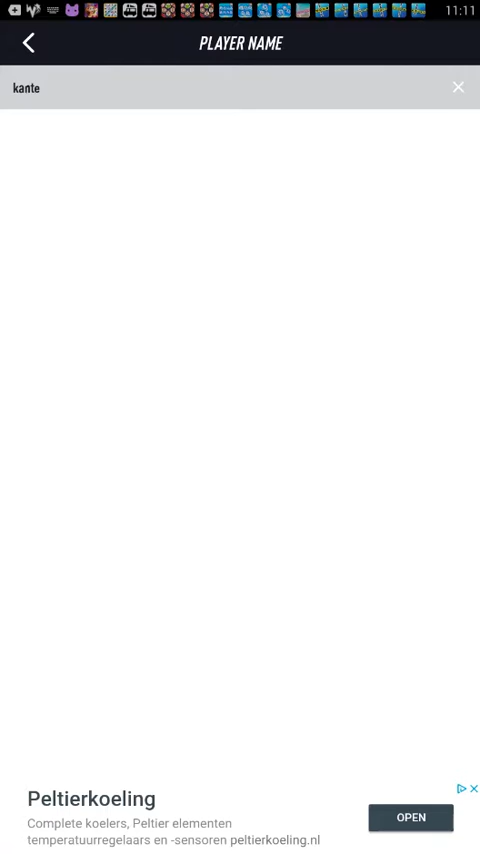 11:11
PLAYER NAME
kante
Peltierkoeling
Complete koelers, Peltier elementen
temperatuurregelaars en -sensoren peltierkoeling.nl
OPEN